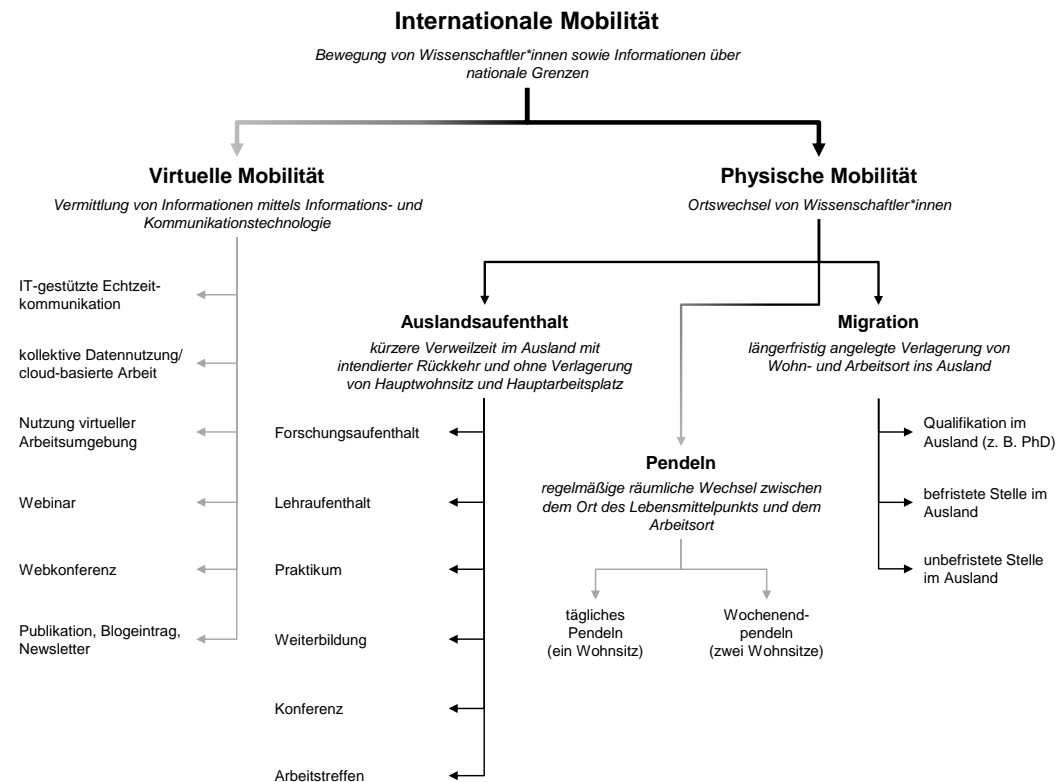 Internationale Mobilität
Bewegung von Wissenschaftler*innen sowie Informationen über
nationale Grenzen
Virtuelle Mobilität
Vermittlung von Informationen mittels Informations- und
Kommunikationstechnologie
IT-gestützte Echtzeit-
kommunikation
kollektive Datennutzung/
cloud-basierte Arbeit
Nutzung virtueller
Arbeitsumgebung
Webinar
Webkonferenz
Publikation, Blogeintrag,
Newsletter
Physische Mobilität
Ortswechsel von Wissenschaftler*innen
Auslandsaufenthalt
kürzere Verweilzeit im Ausland mit
intendierter Rückkehr und ohne Verlagerung
von Hauptwohnsitz und Hauptarbeitsplatz
Forschungsaufenthalt
Lehraufenthalt
Praktikum
Weiterbildung
Konferenz
Arbeitstreffen
Pendeln
regelmäßige räumliche Wechsel zwischen
dem Ort des Lebensmittelpunkts und dem
Arbeitsort
tägliches
Pendeln
(ein Wohnsitz)
Wochenend-
pendeln
(zwei Wohnsitze)
Migration
längerfristig angelegte Verlagerung von
Wohn- und Arbeitsort ins Ausland
Qualifikation im
Ausland (z. B. PhD)
befristete Stelle im
Ausland
unbefristete Stelle
im Ausland